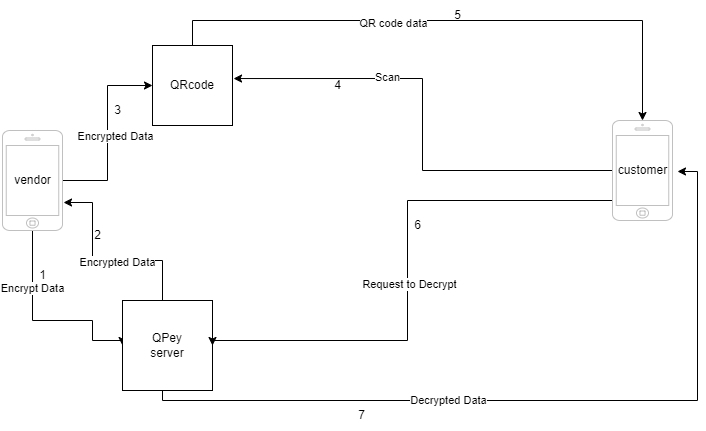 5
QR code data
QRcode
Scan
4
3
Encrypted Data
vendor
customer
6
2
Encrypted Data
1
Encrypt Data
Request to Decrypt
QPey
server
Decrypted Data
7